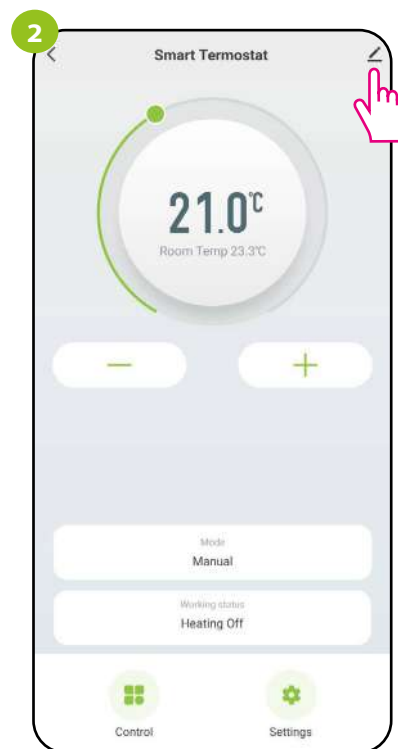 2
Smart Termostat
21.0℃
Room Temp 23.3℃
Mode
Manual
Working status
Heating Off
Control
Settings